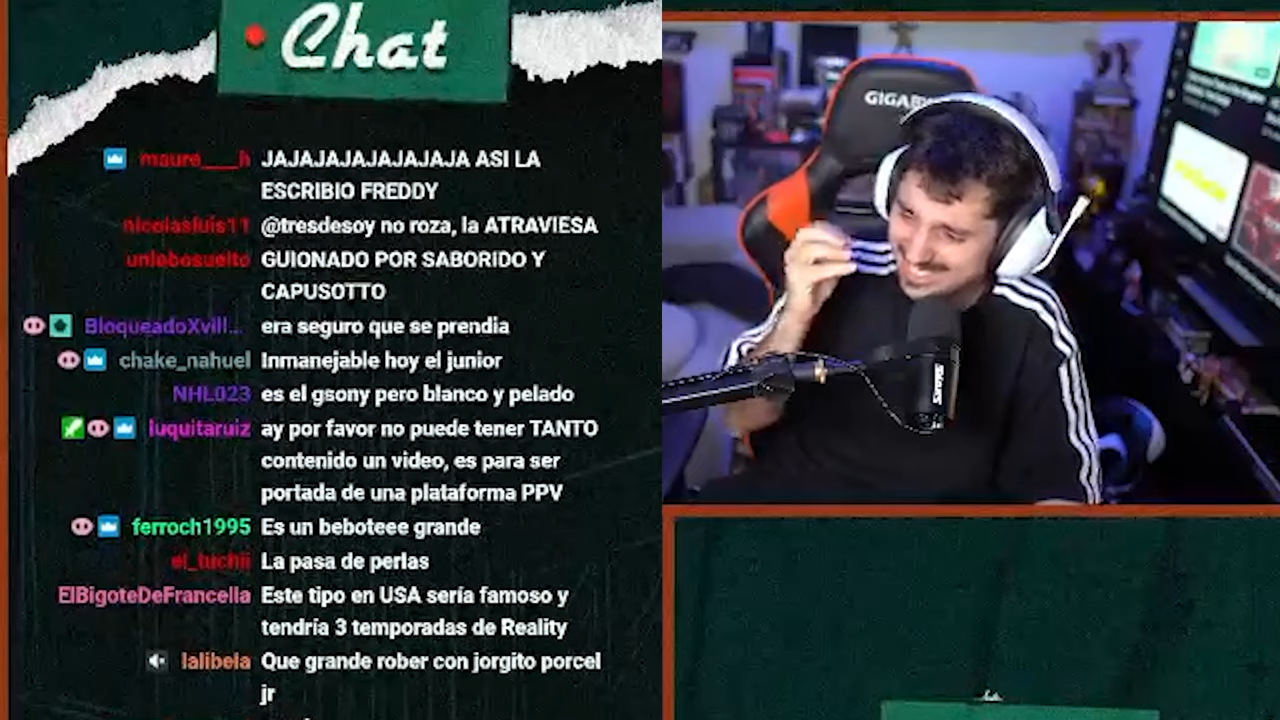 Chat
maure___h JAJAJAJAJAJAJAJA ASI LA
ESCRIBIO FREDDY
nicolasluis11 @tresdesoy no roza, la ATRAVIESA
unlobosuelto GUIONADO POR SABORIDO Y
CAPUSOTTO
BloqueadoXvill... era seguro que se prendia
chake_nahuel Inmanejable hoy el junior
NHL023 es el gsony pero blanco y pelado
luquitaruiz ay por favor no puede tener TANTO
contenido un video, es para ser
portada de una plataforma PPV
ferroch1995 Es un beboteee grande
el_tuchii La pasa de perlas
ElBigoteDeFrancella Este tipo en USA sería famoso y
tendría 3 temporadas de Reality
lalibela Que grande rober con jorgito porcel
jr